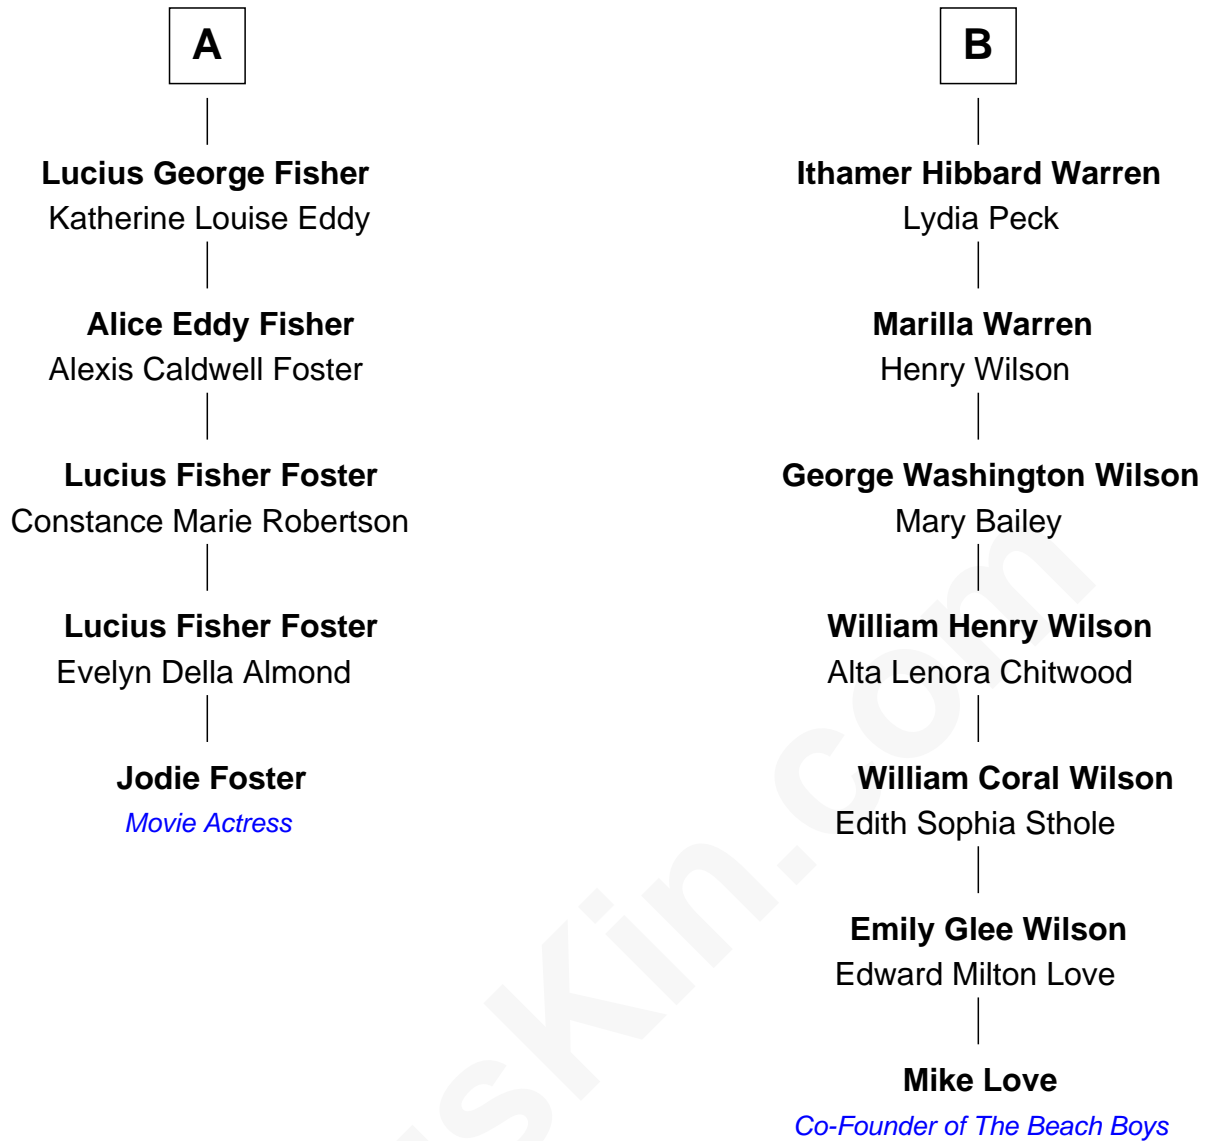 A
Lucius George Fisher
Katherine Louise Eddy
Alice Eddy Fisher
Alexis Caldwell Foster
Lucius Fisher Foster
Constance Marie Robertson
Lucius Fisher Foster
Evelyn Della Almond
Jodie Foster
Movie Actress
B
Ithamer Hibbard Warren
Lydia Peck
Marilla Warren
Henry Wilson
George Washington Wilson
Mary Bailey
William Henry Wilson
Alta Lenora Chitwood
William Coral Wilson
Edith Sophia Sthole
Emily Glee Wilson
Edward Milton Love
Mike Love
Co-Founder of The Beach Boys
sKin.com